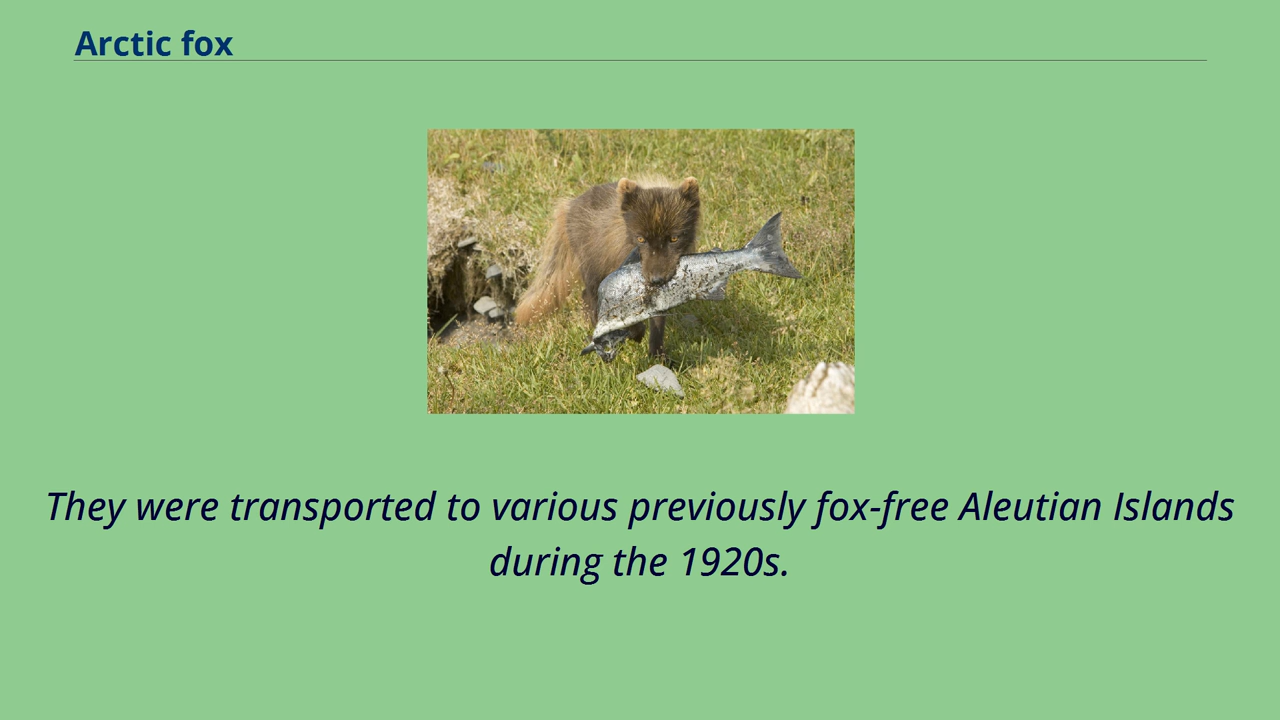 Arctic fox
They were transported to various previously fox-free Aleutian Islands
during the 1920s.